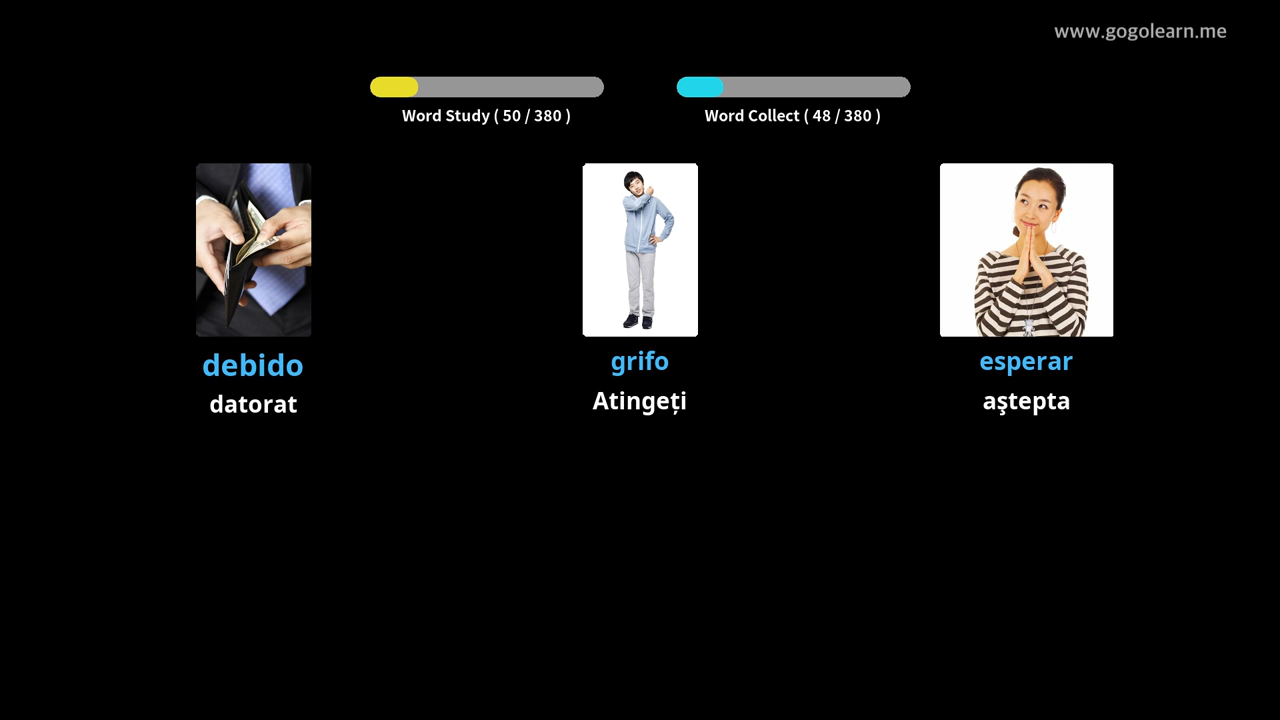 www.gogolearn.me
Word Study ( 50 / 380 )
Word Collect ( 48 / 380 )
debido
datorat
grifo
Atingeți
esperar
aştepta